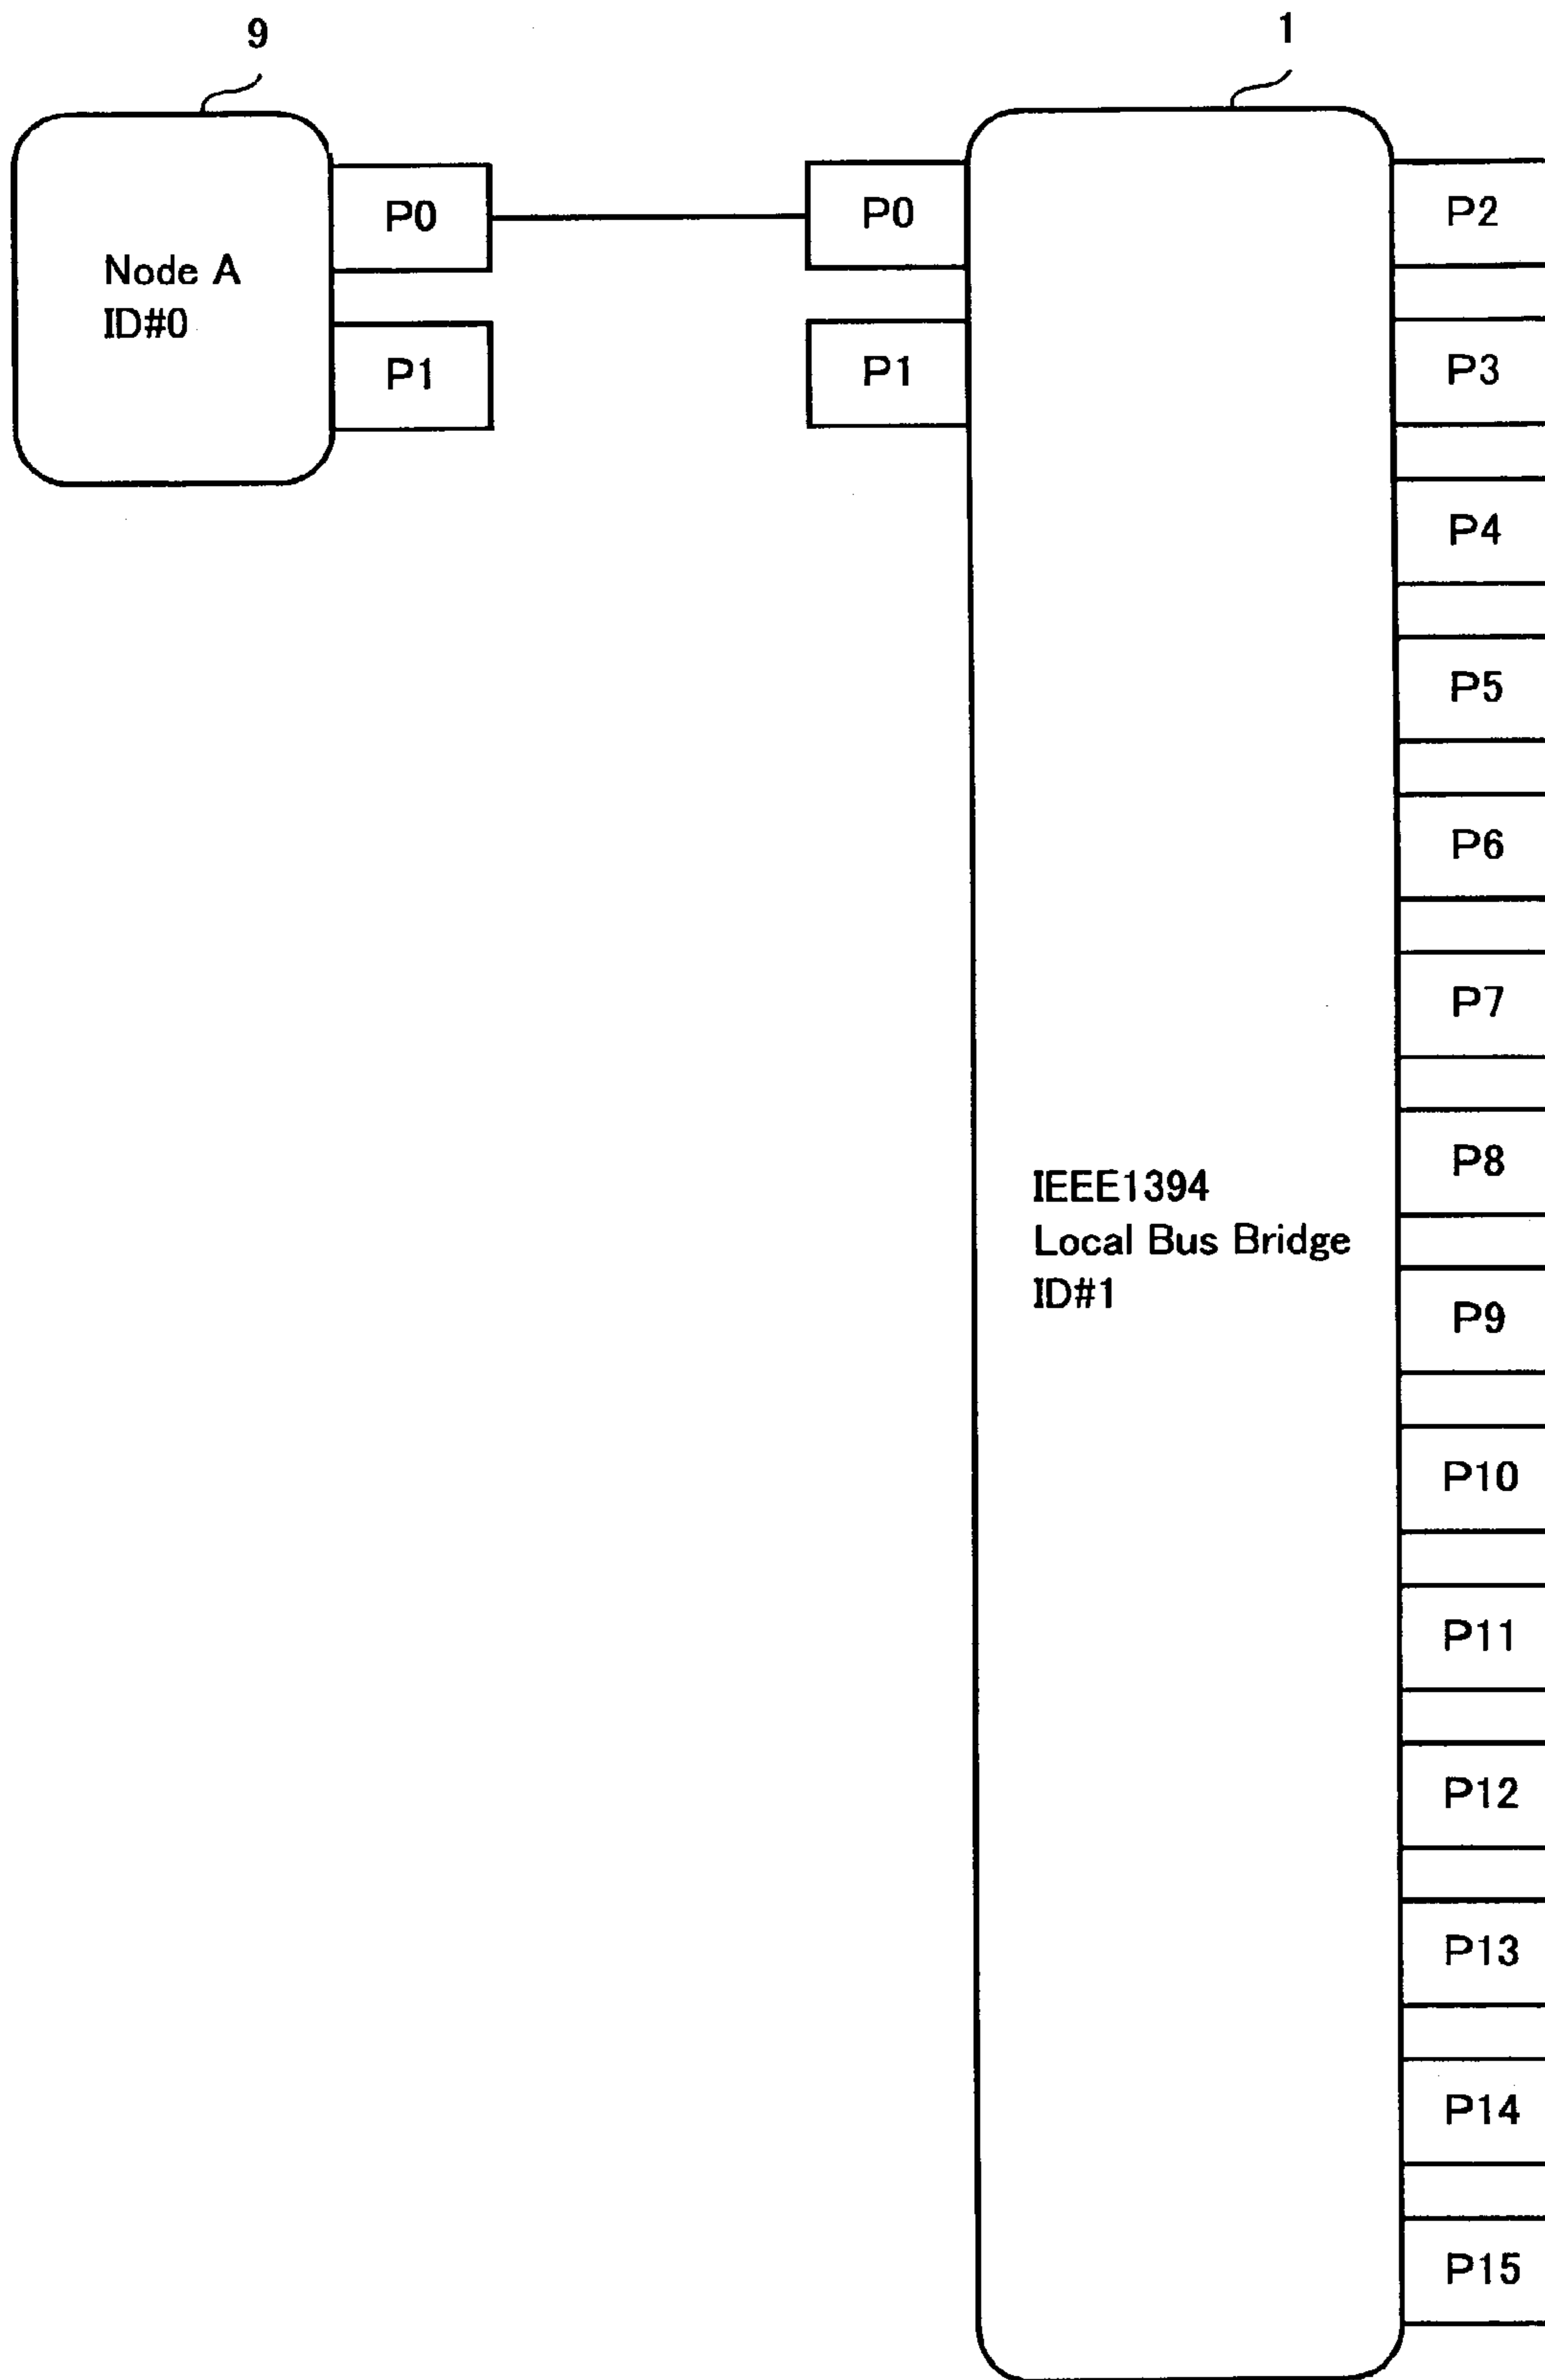 9
1
Node A
ID#0
P0
P1
P0
P1
IEEE1394
Local Bus Bridge
ID#1
P2
P3
P4
P5
P6
P7
P8
P9
P10
P11
P12
P13
P14
P15